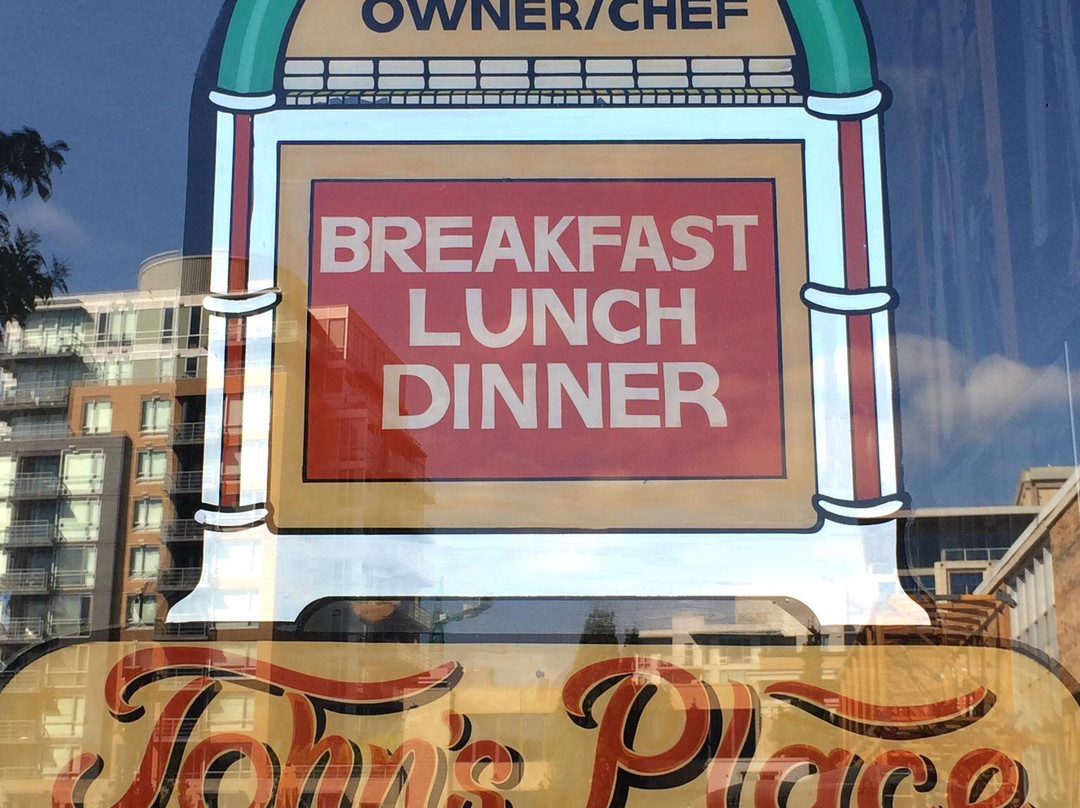 OWNER/CHEF
BREAKFAST
LUNCH
DINNER
John's Place